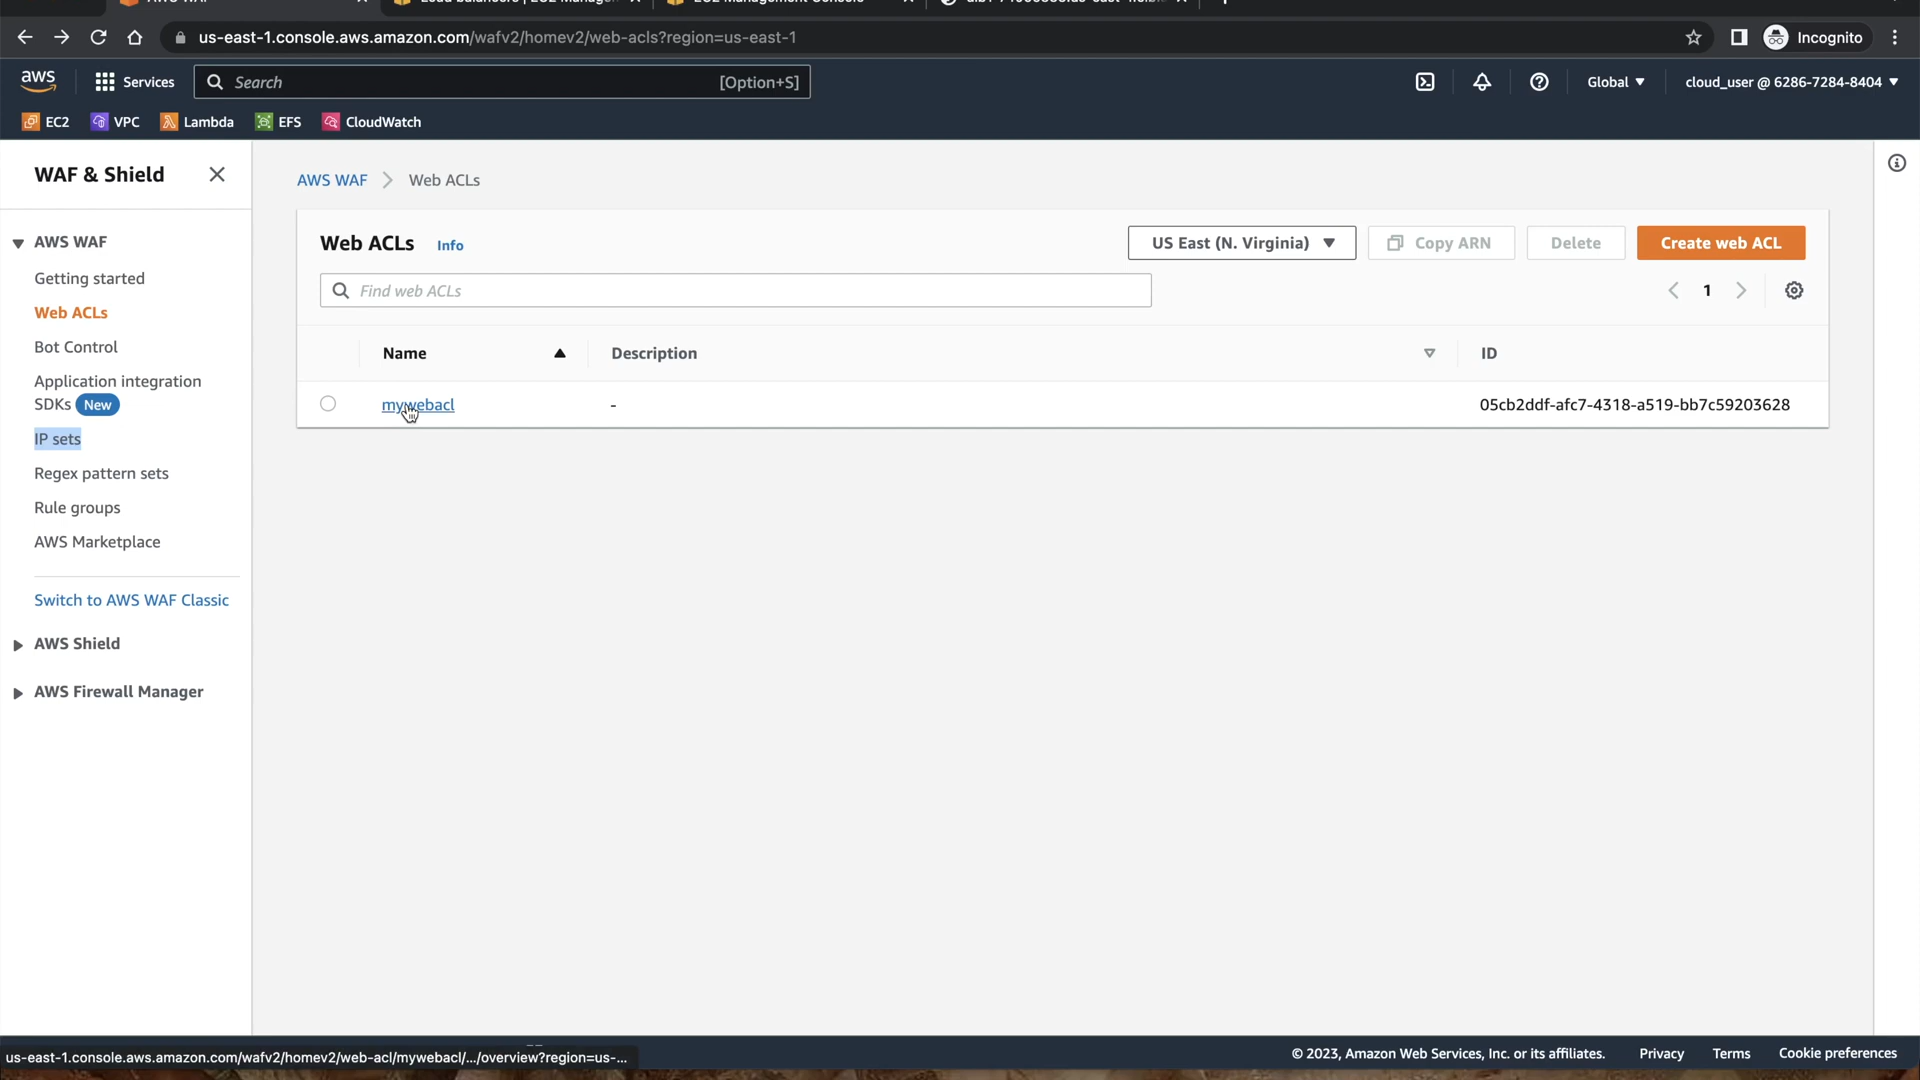 us-east-1.console.aws.amazon.com/wafv2/homev2/web-acls?region=us-east-1
Incognito
aws
Services
Search
[Option+S]
Global
cloud_user @ 6286-7284-8404
EC2
VPC
Lambda
EFS
CloudWatch
WAF & Shield
AWS WAF
Getting started
Web ACLs
Bot Control
Application integration
SDKs New
IP sets
Regex pattern sets
Rule groups
AWS Marketplace
Switch to AWS WAF Classic
AWS Shield
AWS Firewall Manager
AWS WAF
Web ACLs
Web ACLs Info
US East (N. Virginia)
Copy ARN
Delete
Create web ACL
Find web ACLs
1
Name
Description
ID
mywebacl
-
05cb2ddf-afc7-4318-a519-bb7c59203628
us-east-1.console.aws.amazon.com/wafv2/homev2/web-acl/mywebacl/.../overview?region=us-...
© 2023, Amazon Web Services, Inc. or its affiliates.
Privacy
Terms
Cookie preferences